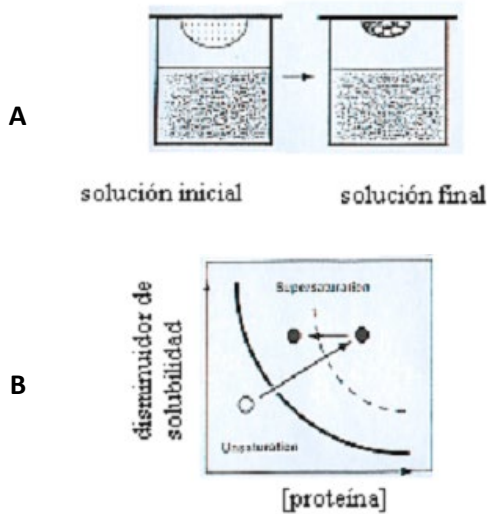 A
solución inicial
solución final
B
disminuidor de
solubilidad
Supersaturation
Unsaturation
[proteína]